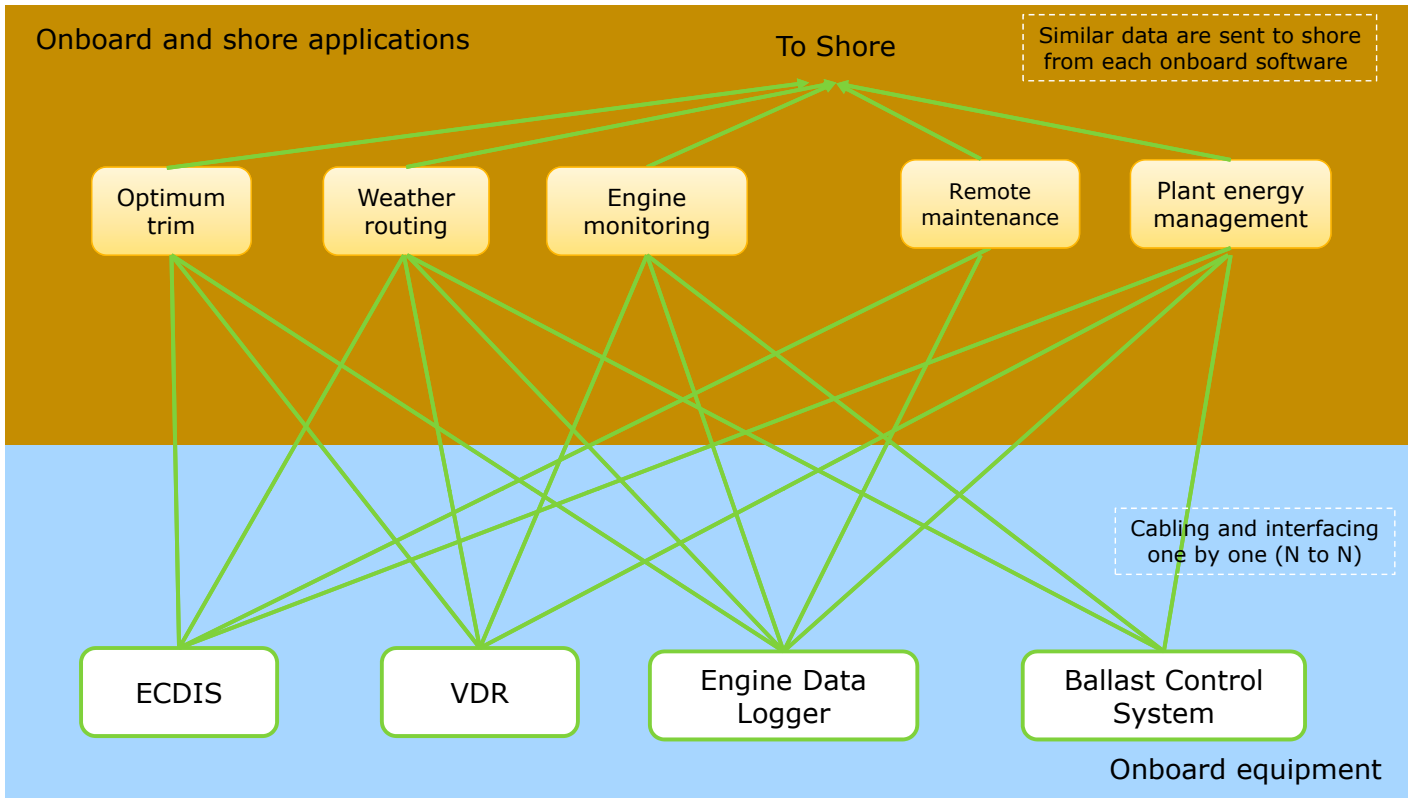 Onboard and shore applications
To Shore
Similar data are sent to shore
from each onboard software
Optimum
trim
Weather
routing
Engine
monitoring
Remote
maintenance
Plant energy
management
Cabling and interfacing
one by one (N to N)
ECDIS
VDR
Engine Data
Logger
Ballast Control
System
Onboard equipment